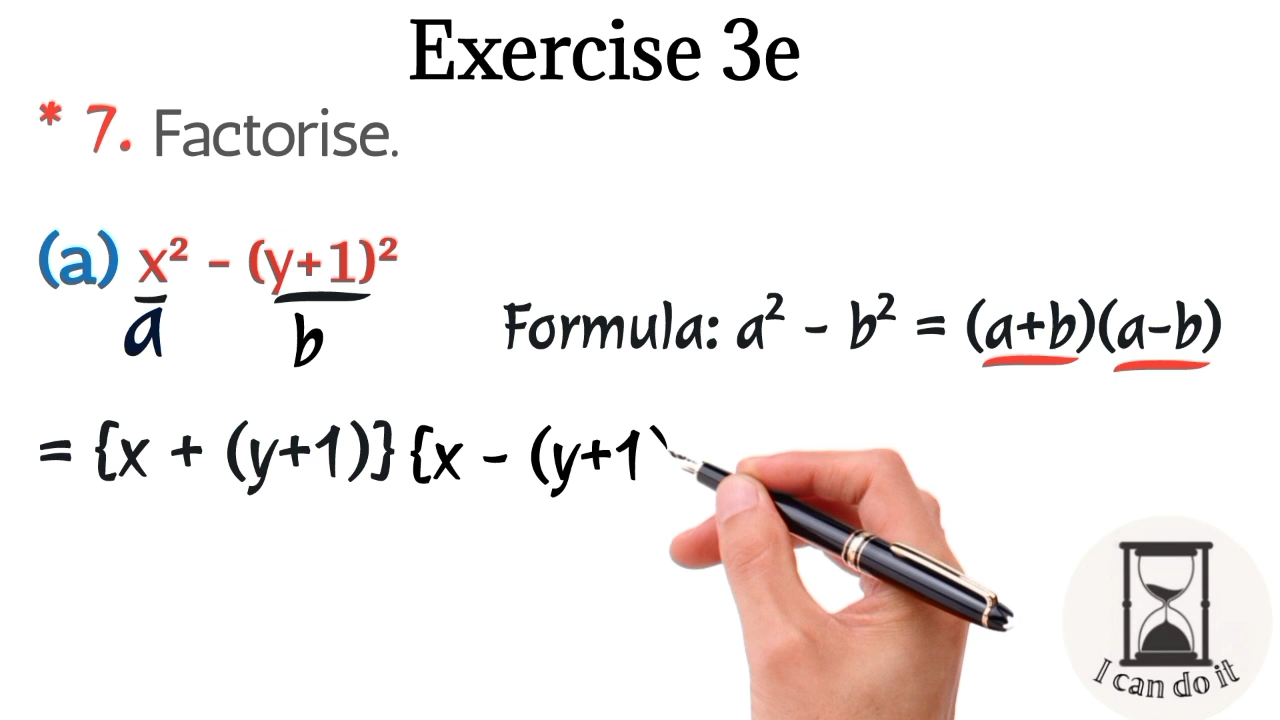 Exercise 3e
* 7. Factorise.
(a) x² - (y+1)²
a b
Formula: a² - b² = (a+b)(a-b)
= {x + (y+1)} {x - (y+1)
I can do it